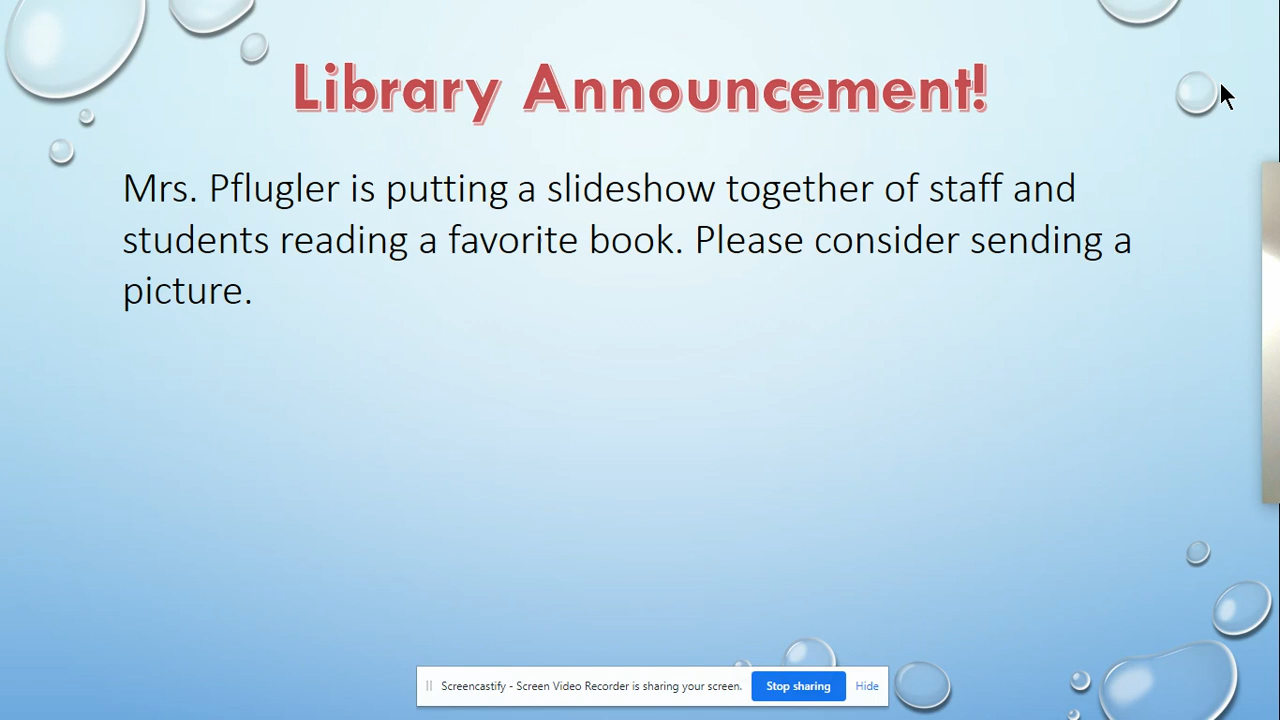 Library Announcement!
Mrs. Pflugler is putting a slideshow together of staff and
students reading a favorite book. Please consider sending a
picture.
Screencastify - Screen Video Recorder is sharing your screen. Stop sharing Hide